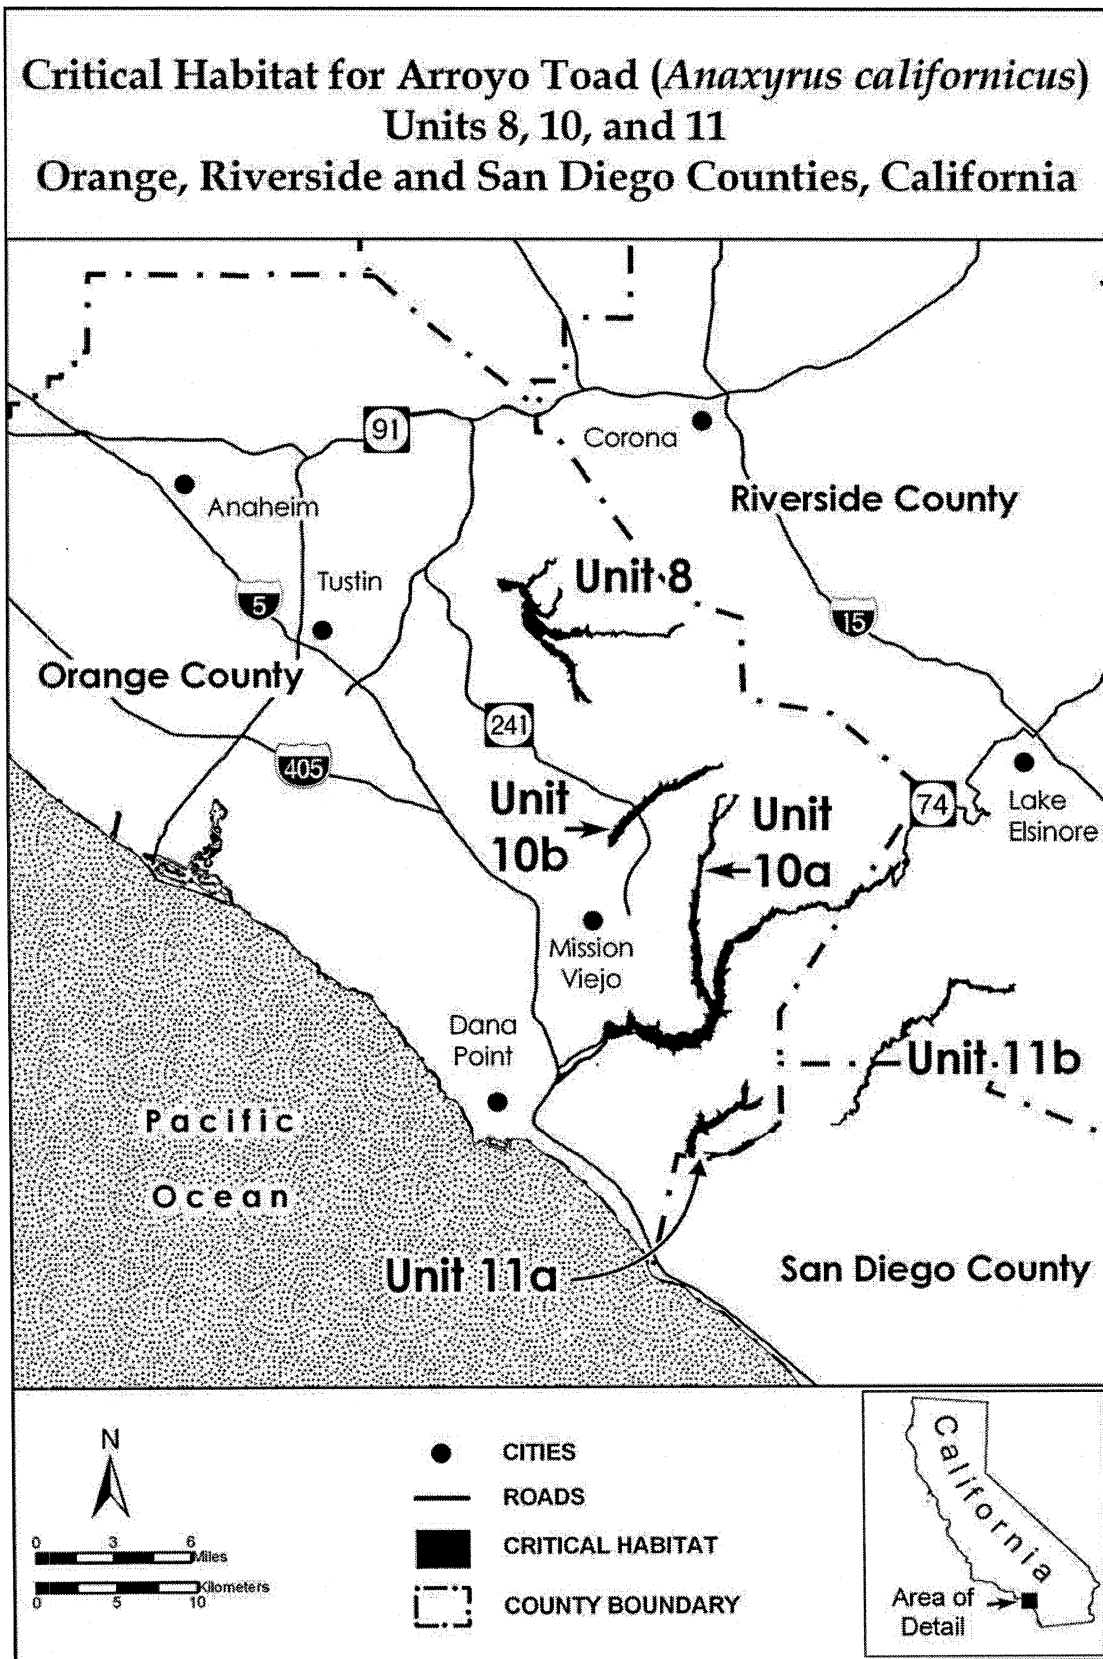 Critical Habitat for Arroyo Toad (Anaxyrus californicus)
Units 8, 10, and 11
Orange, Riverside and San Diego Counties, California
91
Corona
Anaheim
Riverside County
Tustin
Unit 8
5
15
Orange County
241
405
Unit
10b
Unit
10a
74
Lake
Elsinore
Mission
Viejo
Dana
Point
Unit 11b
Pacific
Ocean
Unit 11a
San Diego County
N
0 3 6
Miles
Kilometers
0 5 10
CITIES
ROADS
CRITICAL HABITAT
COUNTY BOUNDARY
California
Area of
Detail